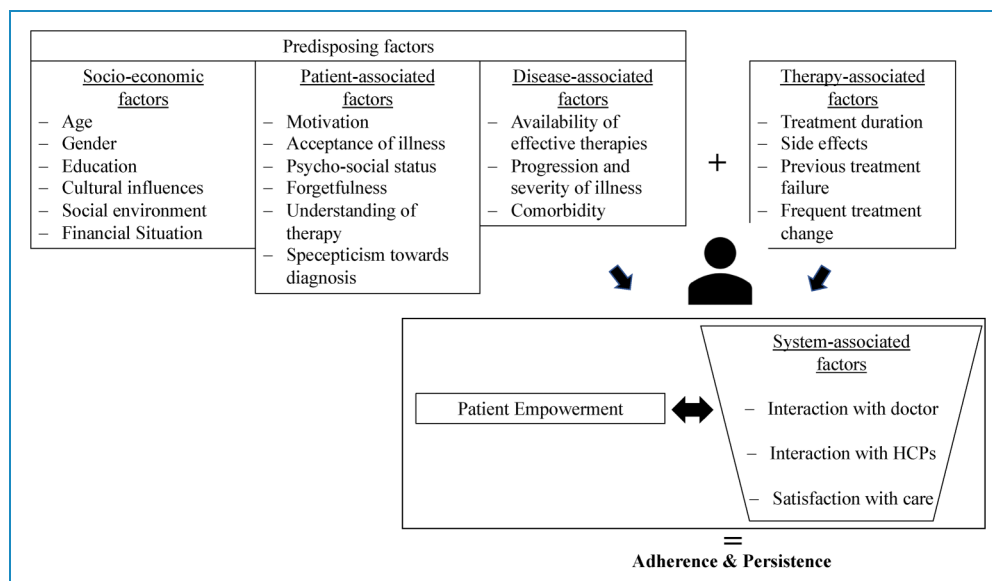 Predisposing factors
Socio-economic
factors
– Age
– Gender
– Education
– Cultural influences
– Social environment
– Financial Situation
Patient-associated
factors
– Motivation
– Acceptance of illness
– Psycho-social status
– Forgetfulness
– Understanding of
therapy
– Specepticism towards
diagnosis
Disease-associated
factors
– Availability of
effective therapies
– Progression and
severity of illness
– Comorbidity
+
Therapy-associated
factors
– Treatment duration
– Side effects
– Previous treatment
failure
– Frequent treatment
change
Patient Empowerment
System-associated
factors
– Interaction with doctor
– Interaction with HCPs
– Satisfaction with care
=
Adherence & Persistence